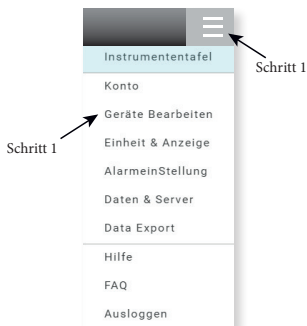 Instrumententafel
Schritt 1
Konto
Geräte Bearbeiten
Schritt 1
Einheit & Anzeige
AlarmeinStellung
Daten & Server
Data Export
Hilfe
FAQ
Ausloggen